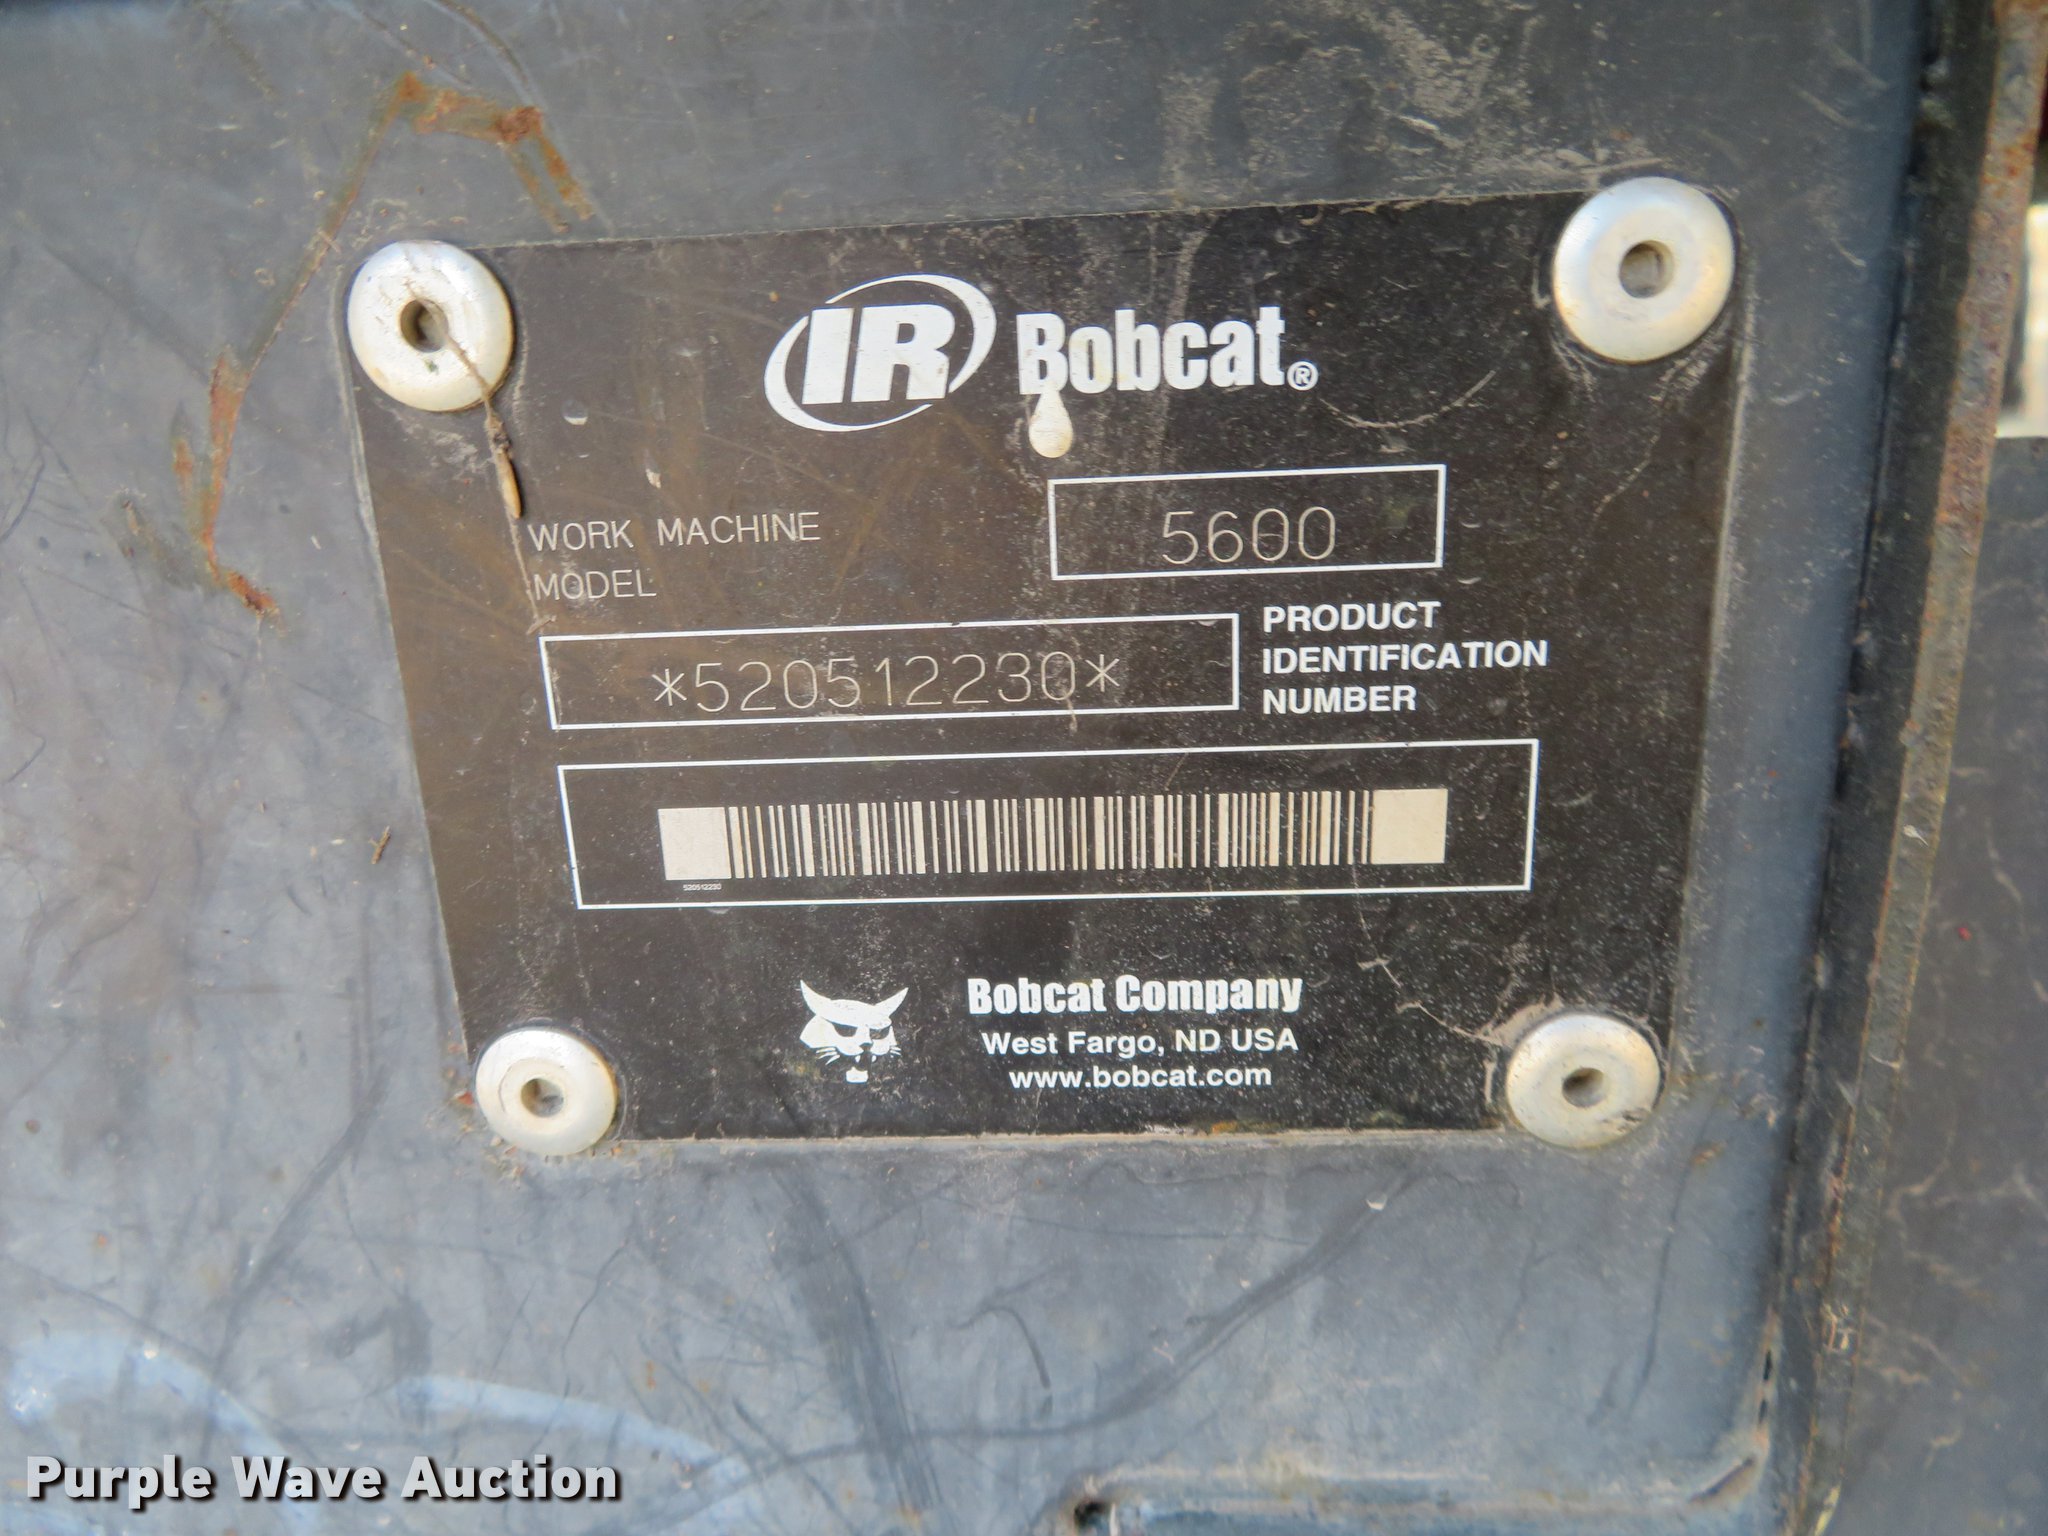 IR Bobcat®
WORK MACHINE
MODEL
5600
*520512230*
PRODUCT
IDENTIFICATION
NUMBER
520512230
Bobcat Company
West Fargo, ND USA
www.bobcat.com
Purple Wave Auction